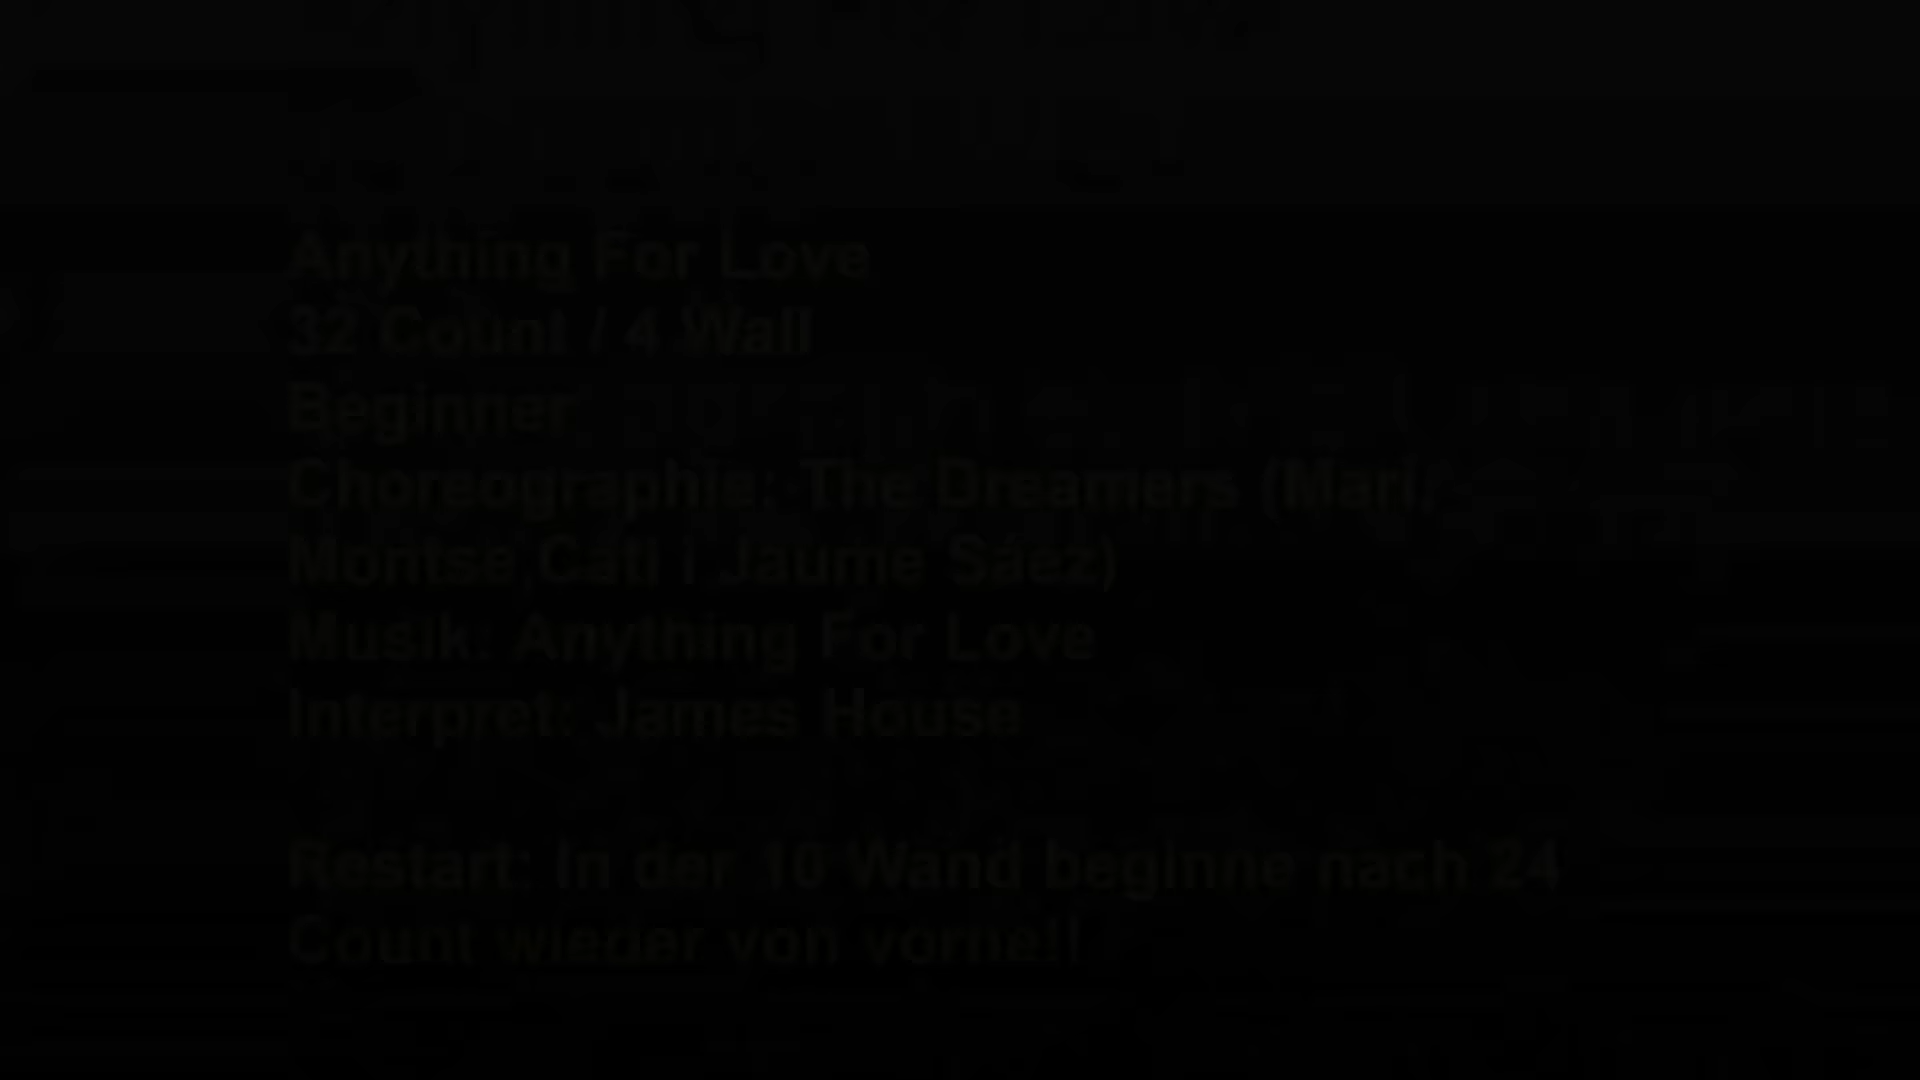 Anything For Love
32 Count / 4 Wall
Beginner
Choreographie: The Dreamers (Mari,
Montse Cati i Jaume Sáez)
Musik: Anything For Love
Interpret: James House
Restart: In der 10 Wand beginne nach 24
Count wieder von vorne!!